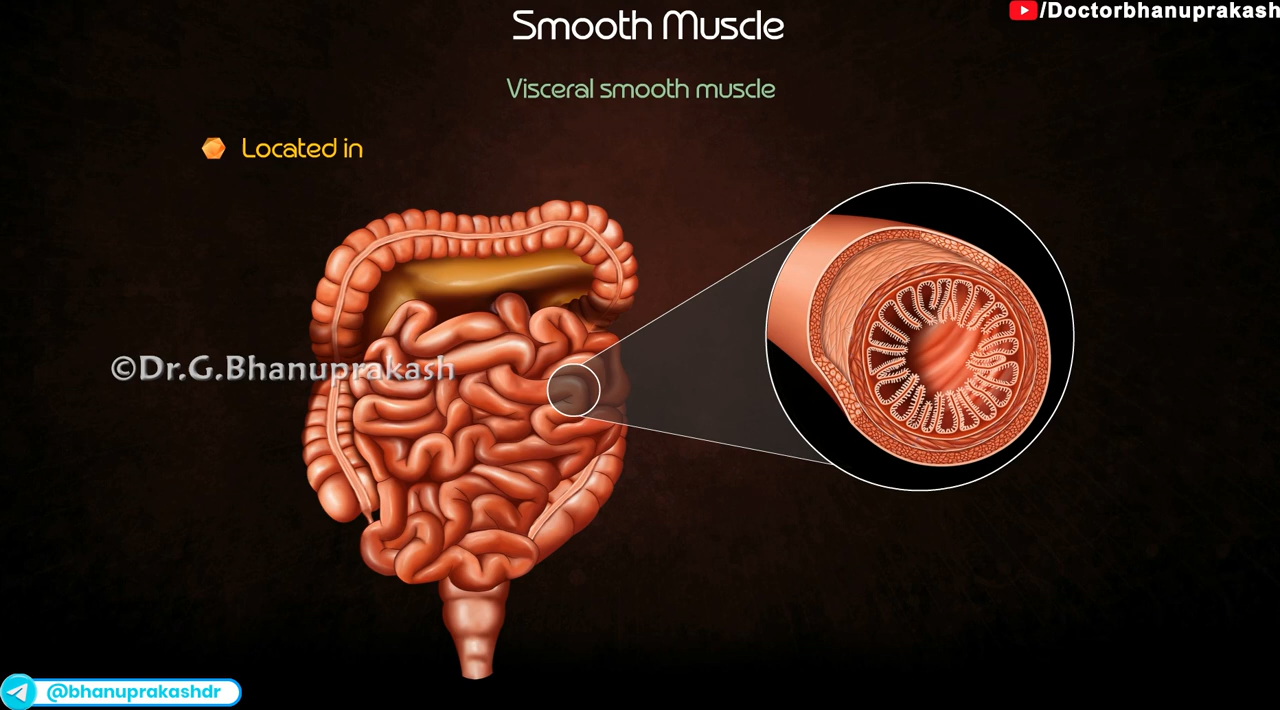 Smooth Muscle
/Doctorbhanuprakash
Visceral smooth muscle
Located in
©Dr.G.Bhanuprakash
@bhanuprakashdr